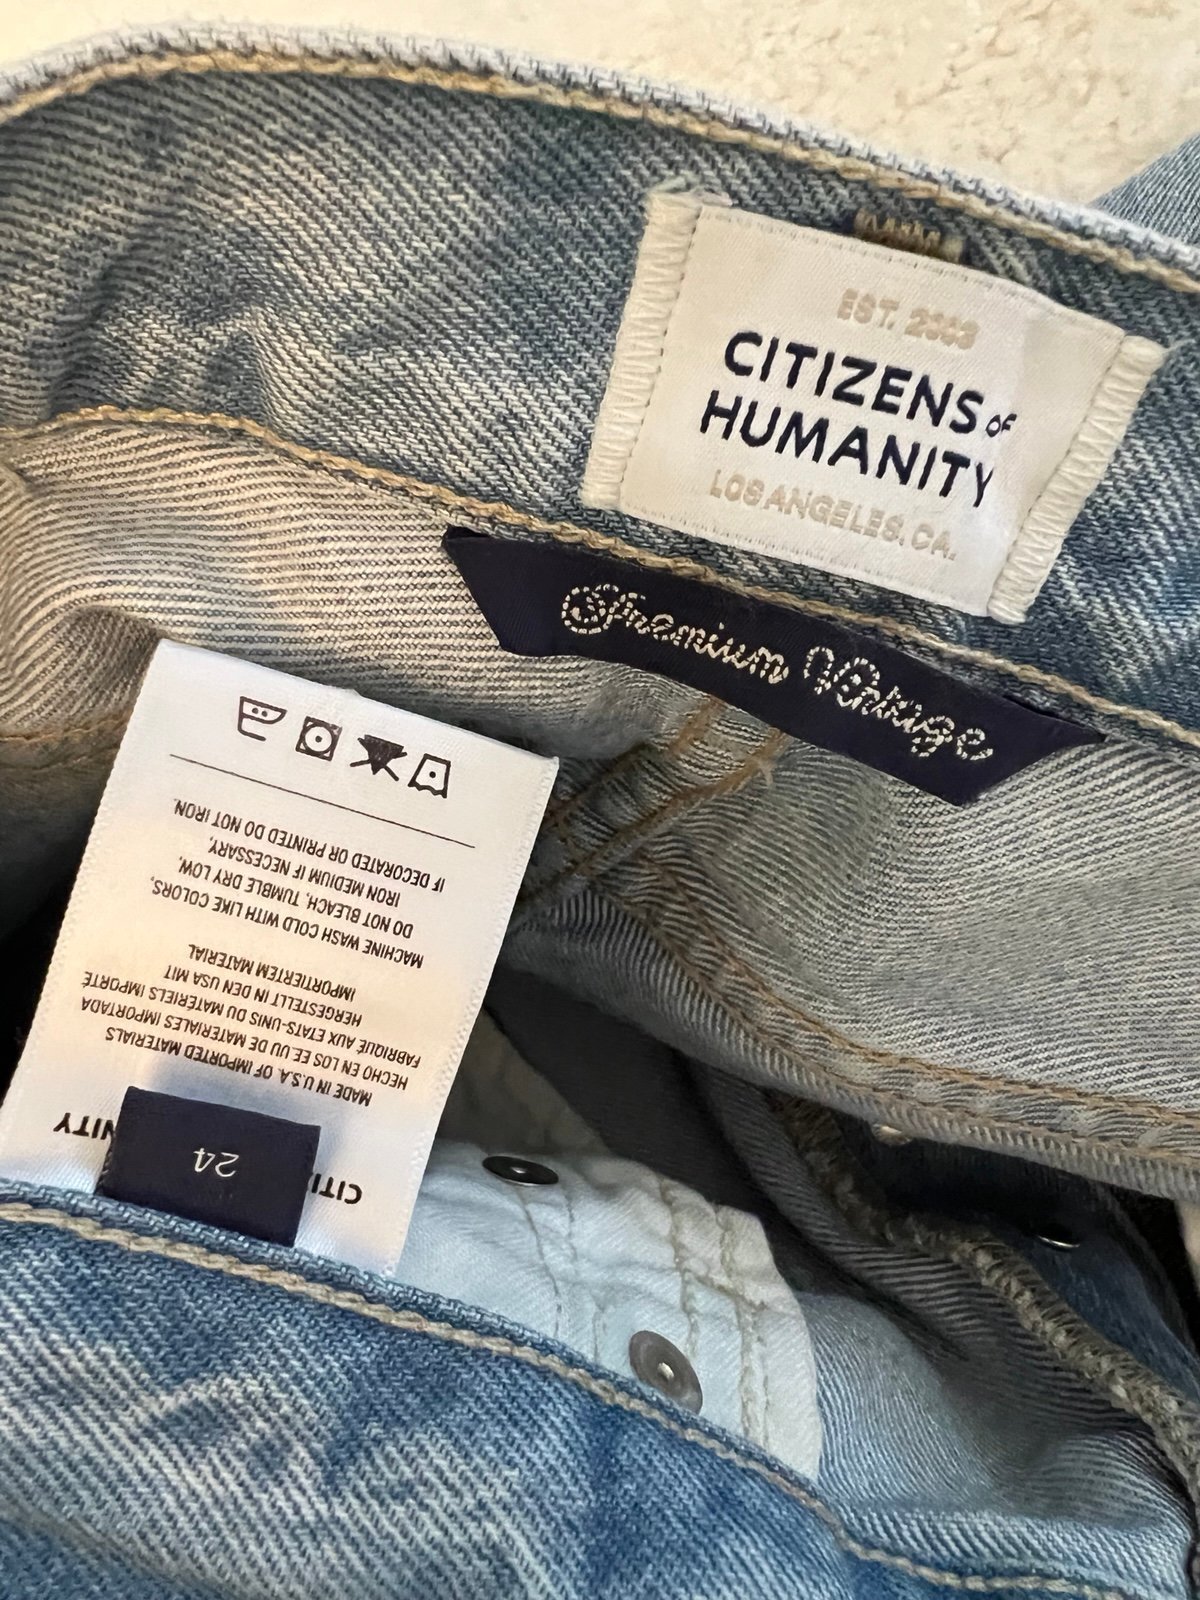 EST. 2003
CITIZENS OF
HUMANITY
LOS ANGELES, CA.
Premium Vintage
24
MADE IN U.S.A. OF IMPORTED MATERIALS
HECHO EN LOS EE.UU DE MATERIALES IMPORTADA
FABRIQUÉ AUX ETATS-UNIS DU MATERIELS IMPORTÉ
HERGESTELLT IN DEN USA MIT
IMPORTIERTEM MATERIAL
MACHINE WASH COLD WITH LIKE COLORS,
DO NOT BLEACH, TUMBLE DRY LOW,
IRON MEDIUM IF NECESSARY,
IF DECORATED OR PRINTED DO NOT IRON.